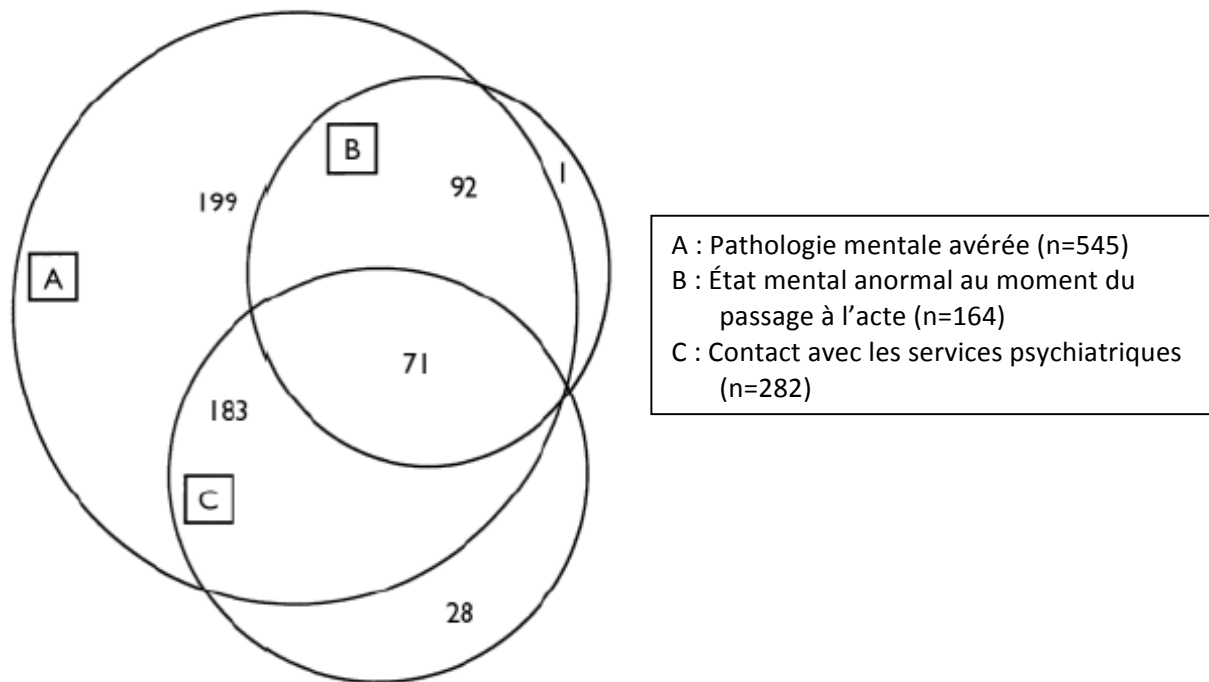 B
92
1
199
A
71
183
C
28
A : Pathologie mentale avérée (n=545)
B : État mental anormal au moment du
passage à l’acte (n=164)
C : Contact avec les services psychiatriques
(n=282)